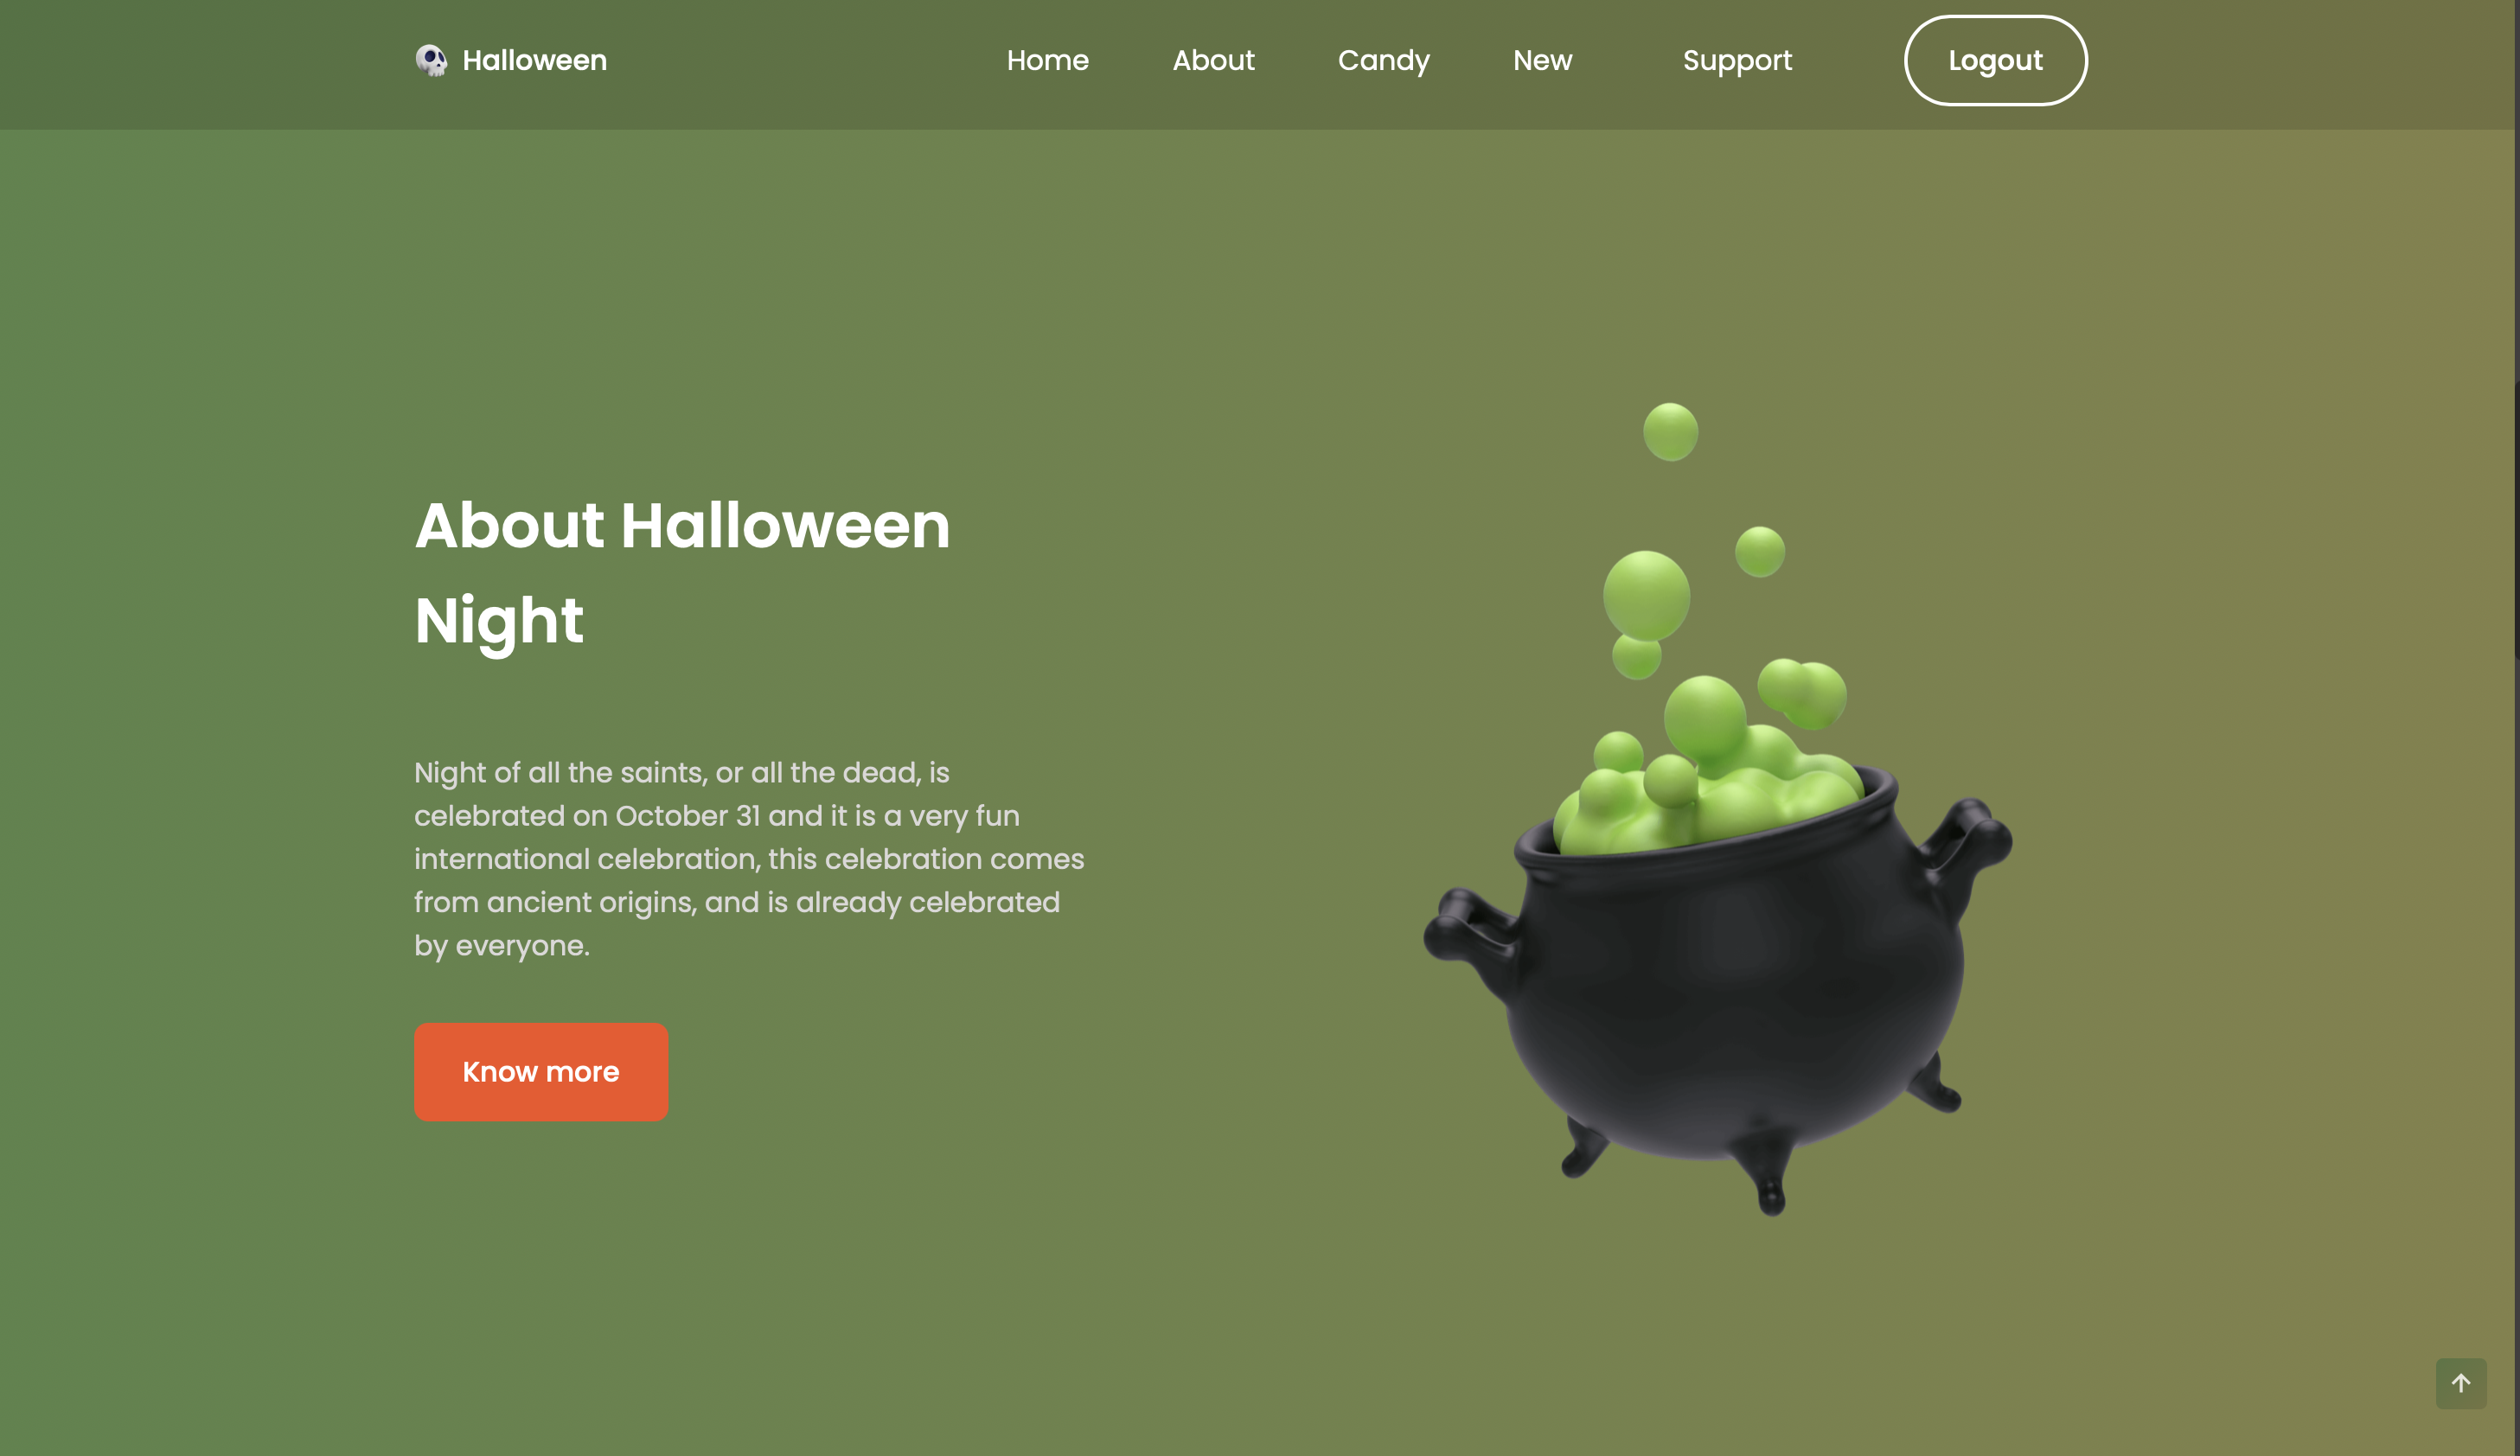 Halloween
Home
About
Candy
New
Support
Logout
About Halloween
Night
Night of all the saints, or all the dead, is
celebrated on October 31 and it is a very fun
international celebration, this celebration comes
from ancient origins, and is already celebrated
by everyone.
Know more